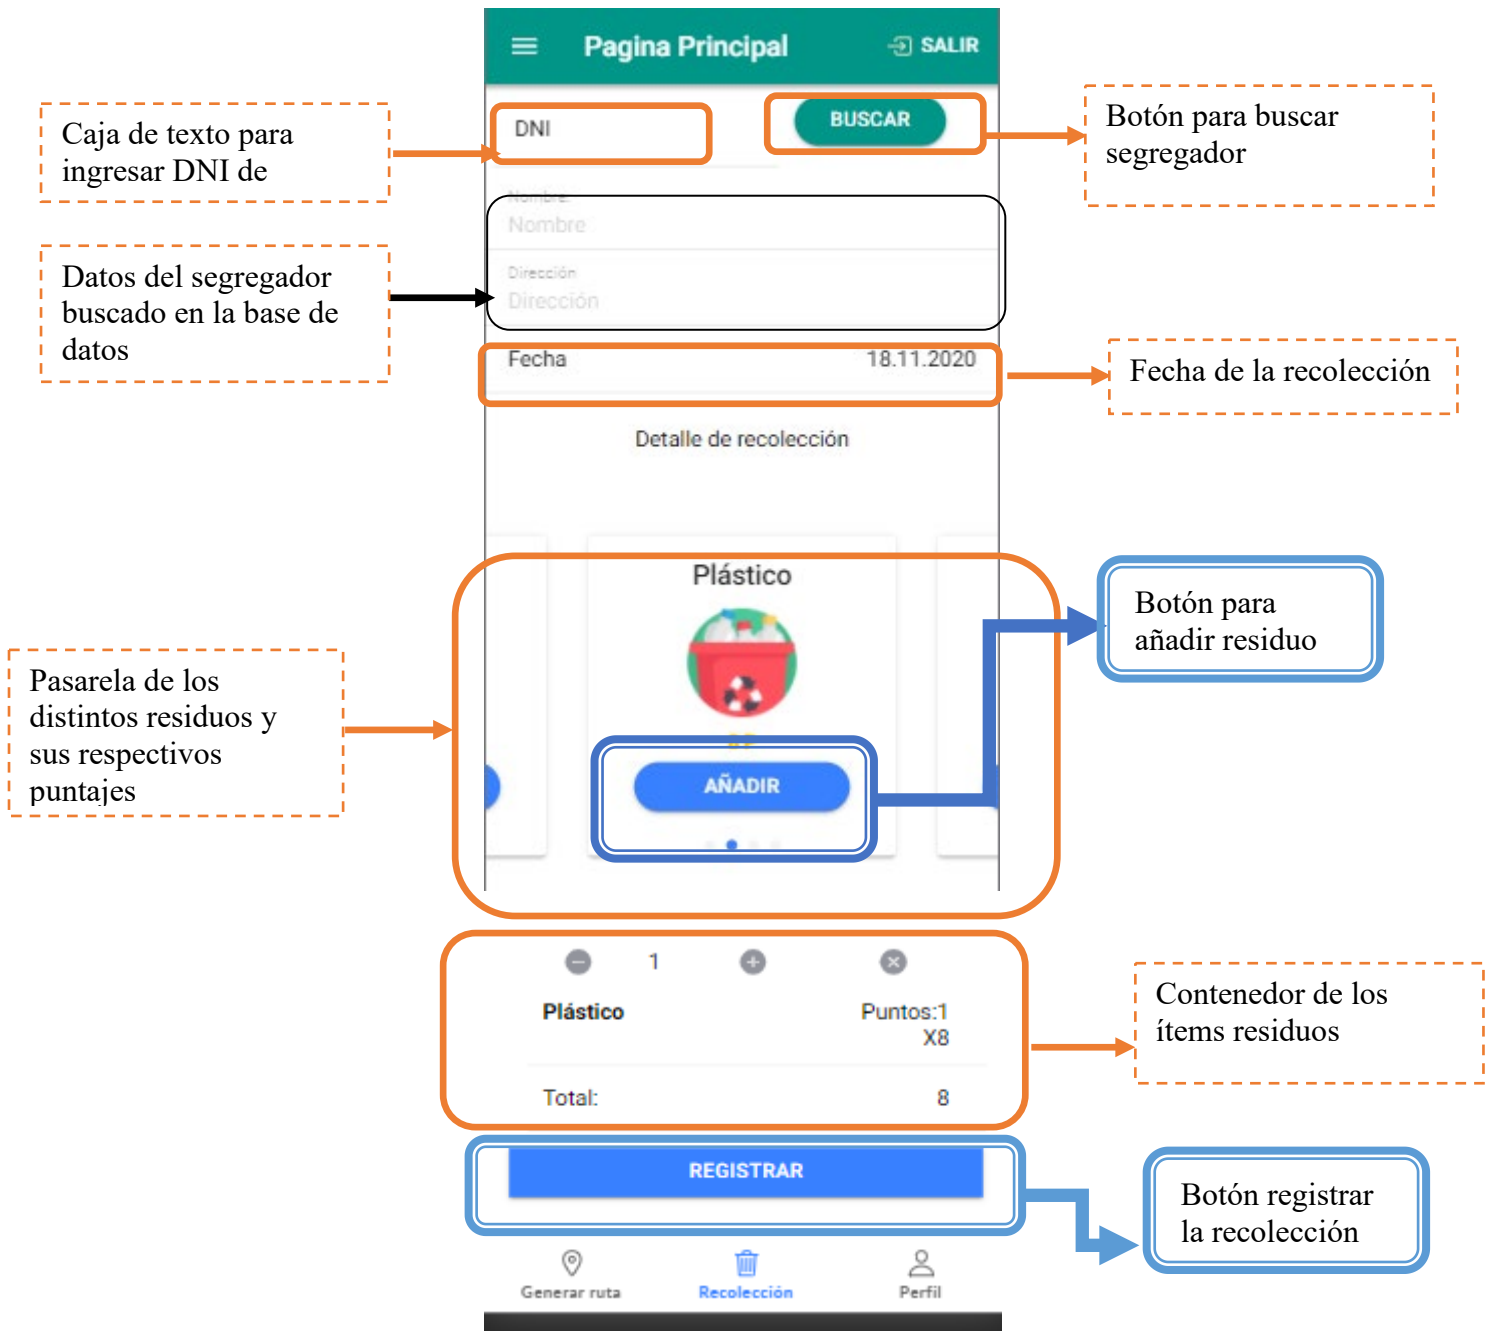 Pagina Principal
SALIR
Caja de texto para
ingresar DNI de
DNI
BUSCAR
Botón para buscar
segregador
Nombre:
Nombre
Dirección
Dirección
Datos del segregador
buscado en la base de
datos
Fecha
18.11.2020
Fecha de la recolección
Detalle de recolección
Plástico
AÑADIR
Botón para
añadir residuo
Pasarela de los
distintos residuos y
sus respectivos
puntajes
1
Plástico
Puntos:1
X8
Total:
8
Contenedor de los
ítems residuos
REGISTRAR
Botón registrar
la recolección
Generar ruta
Recolección
Perfil